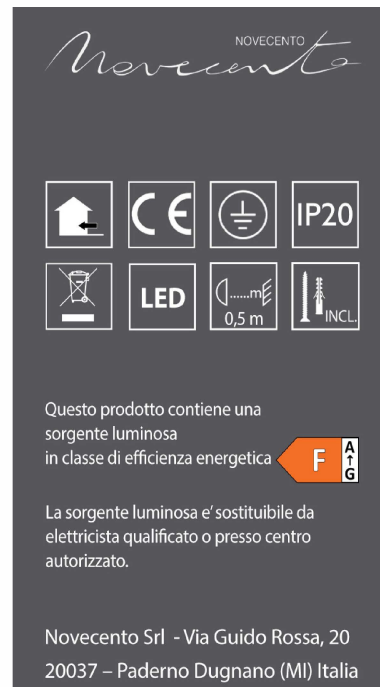 NOVECENTO
Novecento
CE
IP20
LED
m
0,5 m
INCL.
Questo prodotto contiene una
sorgente luminosa
in classe di efficienza energetica
F
A
G
La sorgente luminosa e’ sostituibile da
elettricista qualificato o presso centro
autorizzato.
Novecento Srl - Via Guido Rossa, 20
20037 – Paderno Dugnano (MI) Italia